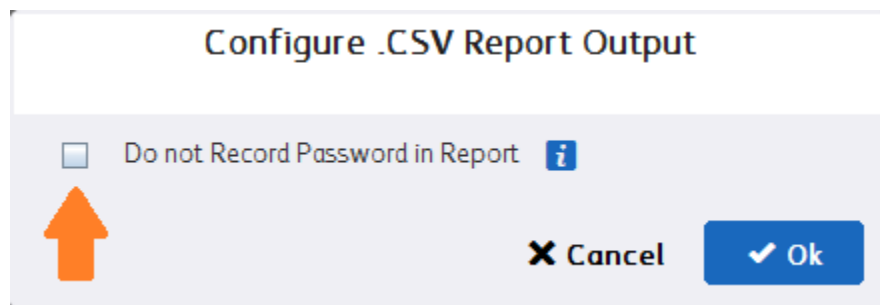 Configure .CSV Report Output
Do not Record Password in Report i
Cancel Ok